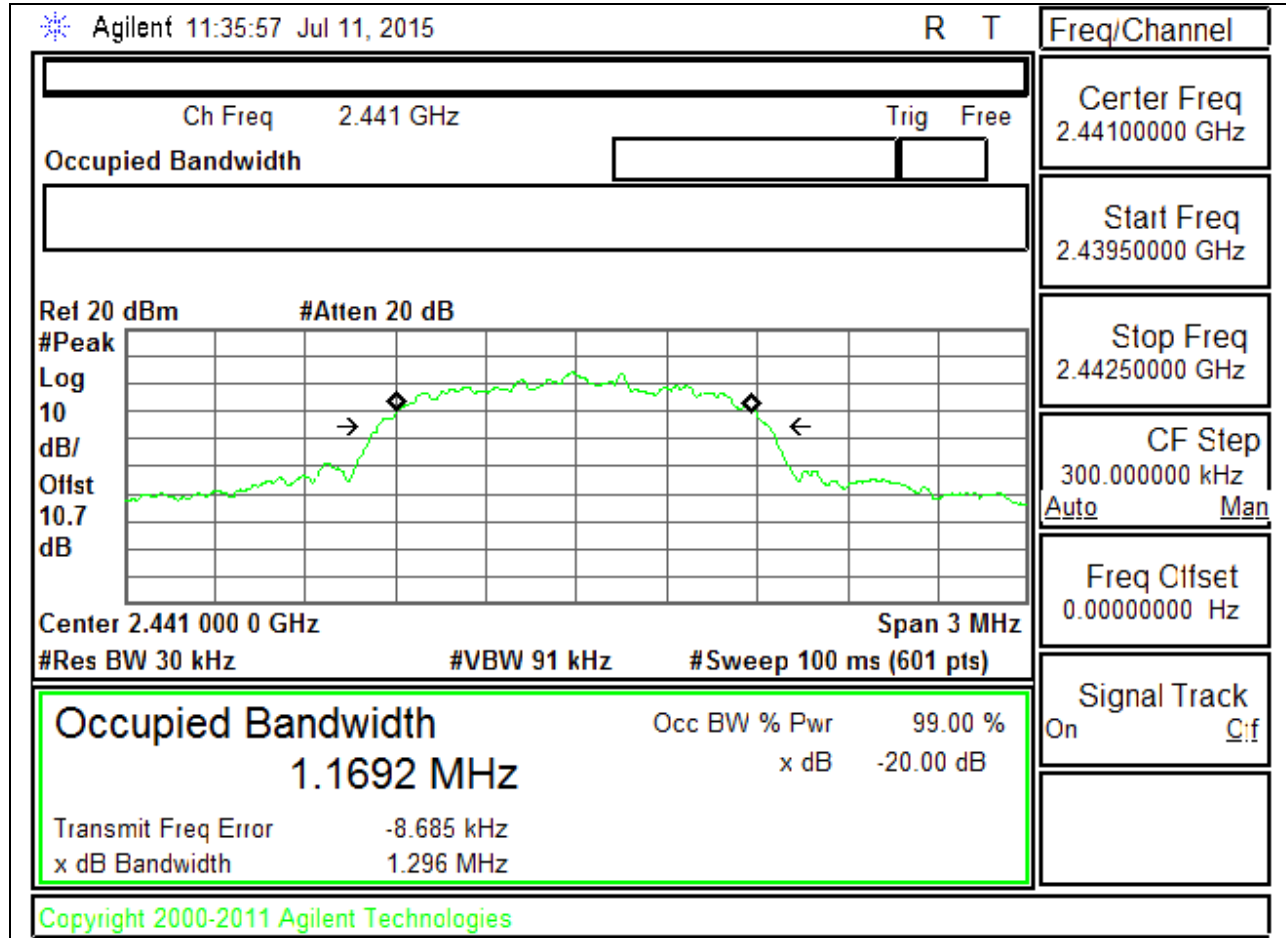 Agilent 11:35:57 Jul 11, 2015 R T
Ch Freq 2.441 GHz Trig Free
Occupied Bandwidth
Ref 20 dBm #Atten 20 dB
#Peak
Log
10
dB/
Offst
10.7
dB
Center 2.441 000 0 GHz Span 3 MHz
#Res BW 30 kHz #VBW 91 kHz #Sweep 100 ms (601 pts)
Occupied Bandwidth
1.1692 MHz
Occ BW % Pwr 99.00 %
x dB -20.00 dB
Transmit Freq Error -8.685 kHz
x dB Bandwidth 1.296 MHz
Copyright 2000-2011 Agilent Technologies
Freq/Channel
Center Freq
2.44100000 GHz
Start Freq
2.43950000 GHz
Stop Freq
2.44250000 GHz
CF Step
300.000000 kHz
Auto Man
Freq Offset
0.00000000 Hz
Signal Track
On Off